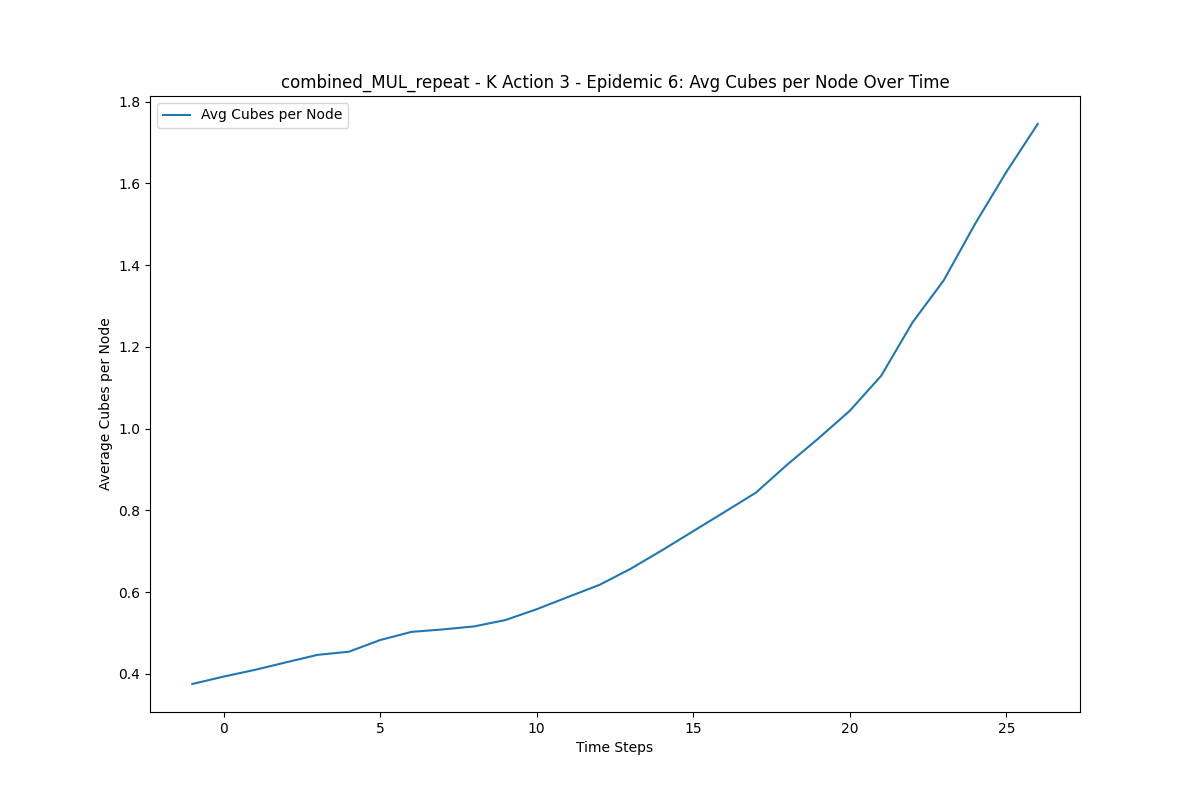 combined_MUL_repeat - K Action 3 - Epidemic 6: Avg Cubes per Node Over Time
Avg Cubes per Node
Average Cubes per Node
1.8
1.6
1.4
1.2
1.0
0.8
0.6
0.4
0 5 10 15 20 25
Time Steps